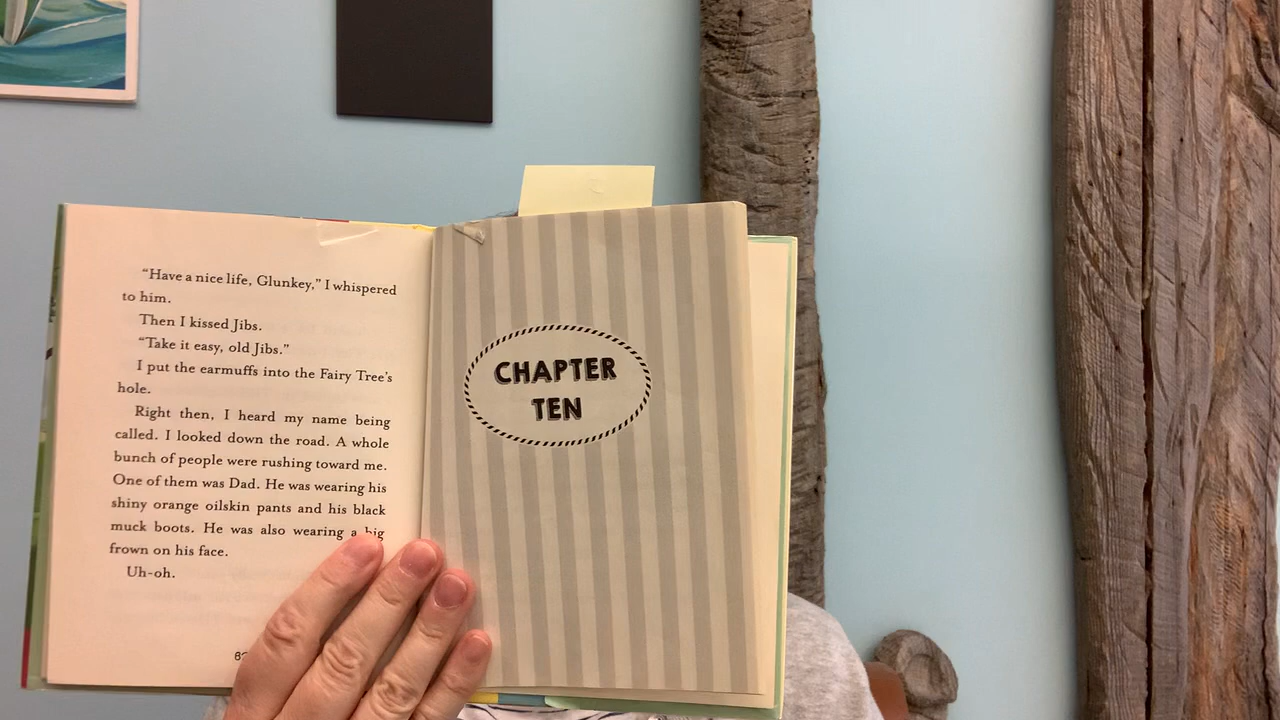 “Have a nice life, Glunkey,” I whispered
to him.
Then I kissed Jibs.
“Take it easy, old Jibs.”
I put the earmuffs into the Fairy Tree’s
hole.
Right then, I heard my name being
called. I looked down the road. A whole
bunch of people were rushing toward me.
One of them was Dad. He was wearing his
shiny orange oilskin pants and his black
muck boots. He was also wearing a big
frown on his face.
Uh-oh.
CHAPTER
TEN